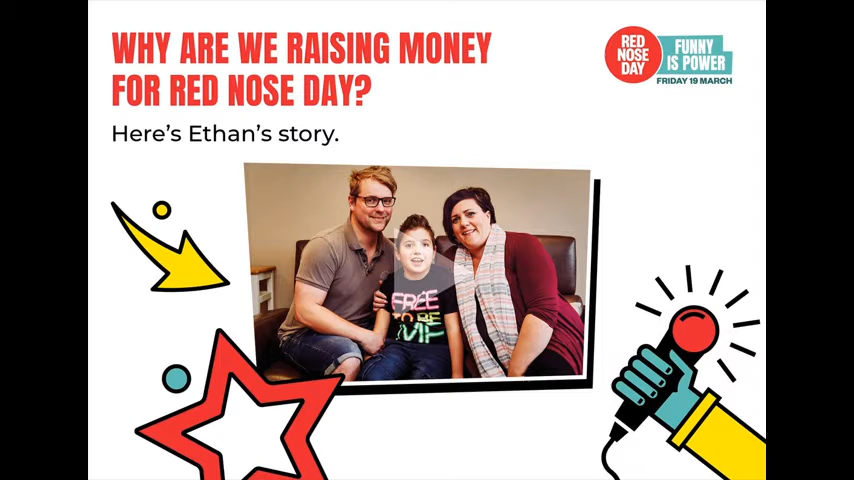 WHY ARE WE RAISING MONEY
FOR RED NOSE DAY?
Here's Ethan's story.
RED
NOSE
DAY
FUNNY
IS POWER
FRIDAY 19 MARCH
FREE
TO BE